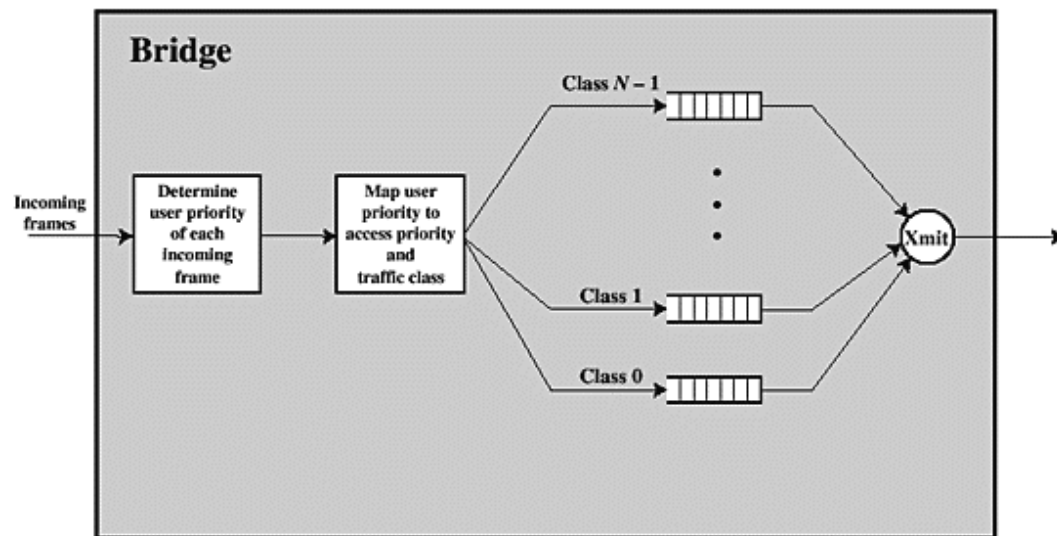 Bridge
Incoming
frames
Determine
user priority
of each
incoming
frame
Map user
priority to
access priority
and
traffic class
Class N – 1
Class 1
Class 0
Xmit